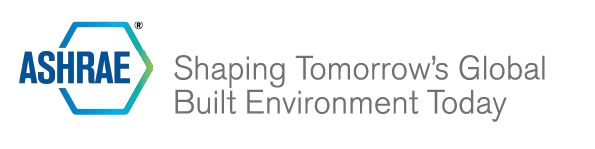 ASHRAE®
Shaping Tomorrow's Global
Built Environment Today